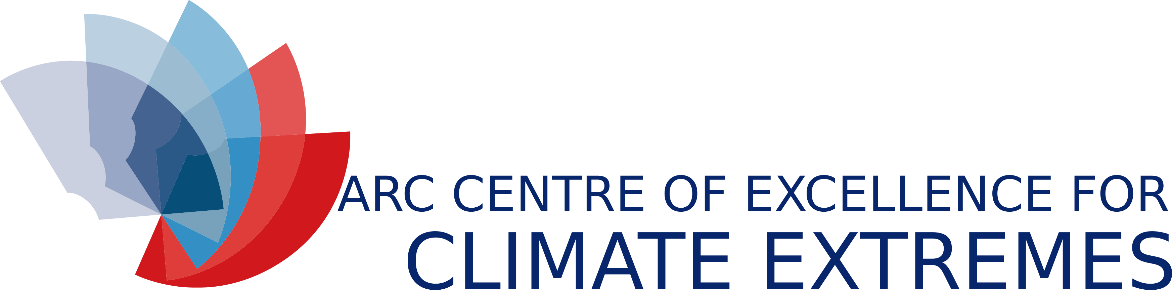 ARC CENTRE OF EXCELLENCE FOR
CLIMATE EXTREMES